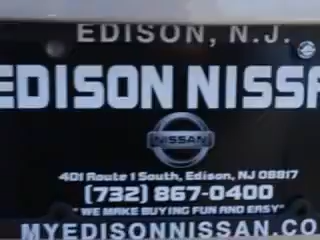 EDISON, N.J.
EDISON NISSA
NISSAN
401 Route 1 South, Edison, NJ 08817
(732) 867-0400
"WE MAKE BUYING FUN AND EASY"
MYEDISONNISSAN.CO